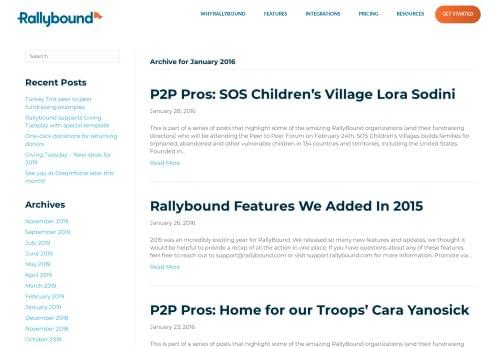 Rallybound
WHY RALLYBOUND
FEATURES
INTEGRATIONS
PRICING
RESOURCES
GET STARTED
Search
Recent Posts
Turkey Trot peer to peer
fundraising examples
Rallybound supports Giving
Tuesday with special template
One-click donations for returning
donors
Giving Tuesday – New ideas for
2019
See you at Dreamforce later this
month!
Archives
November 2019
September 2019
July 2019
June 2019
May 2019
April 2019
March 2019
February 2019
January 2019
December 2018
November 2018
October 2018
Archive for January 2016
P2P Pros: SOS Children's Village Lora Sodini
January 28, 2016
This is part of a series of posts that highlight some of the amazing RallyBound organizations (and their fundraising
directors) who will be attending the Peer to Peer Forum on February 24th. SOS Children's Villages builds families for
orphaned, abandoned and other vulnerable children in 134 countries and territories, including the United States.
Founded in...
Read More
Rallybound Features We Added In 2015
January 26, 2016
2015 was an incredibly exciting year for RallyBound. We released so many new features and updates, we thought it
would be helpful to provide a recap of all the action in one place. If you have questions about any of these features,
feel free to reach out to support@rallybound.com or visit support.rallybound.com for more information. Promote via...
Read More
P2P Pros: Home for our Troops' Cara Yanosick
January 23, 2016
This is part of a series of posts that highlight some of the amazing RallyBound organizations (and their fundraising